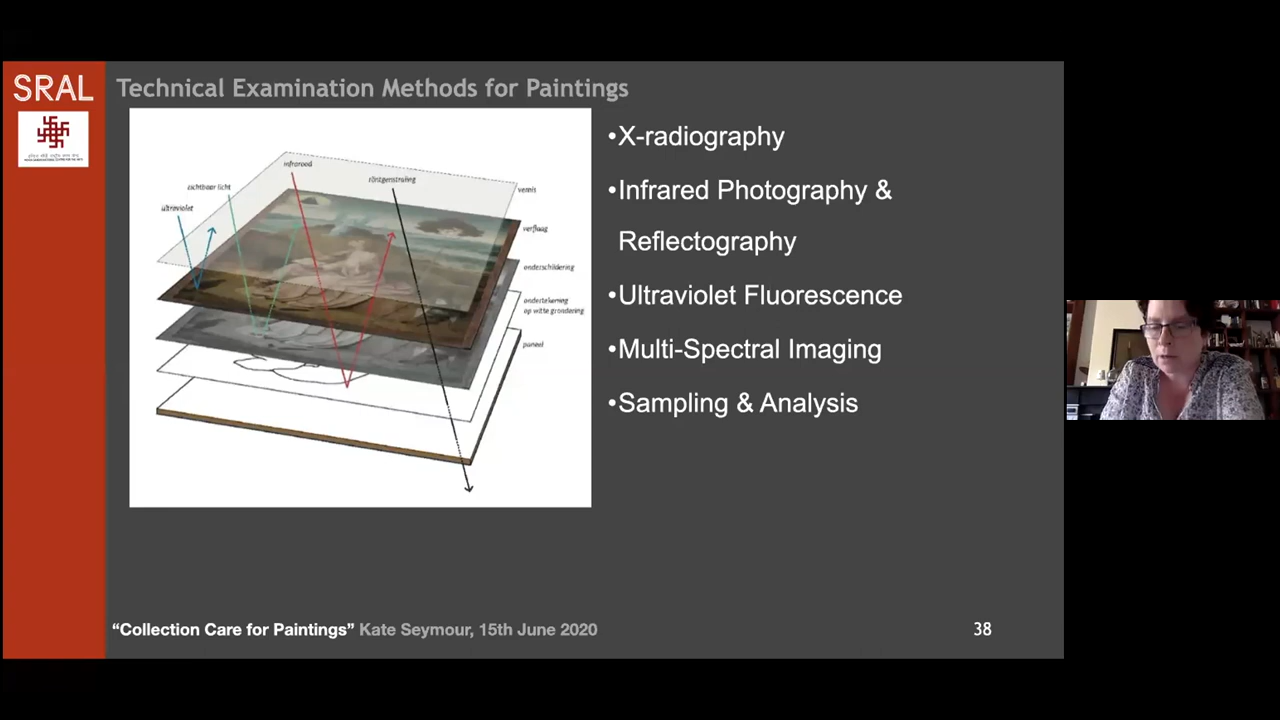 SRAL
Technical Examination Methods for Paintings
infrarood
röntgenstraling
zichtbaar licht
ultraviolet
vernis
verflaag
onderschildering
ondertekening
op witte grondering
paneel
•X-radiography
•Infrared Photography &
Reflectography
•Ultraviolet Fluorescence
•Multi-Spectral Imaging
•Sampling & Analysis
“Collection Care for Paintings” Kate Seymour, 15th June 2020
38